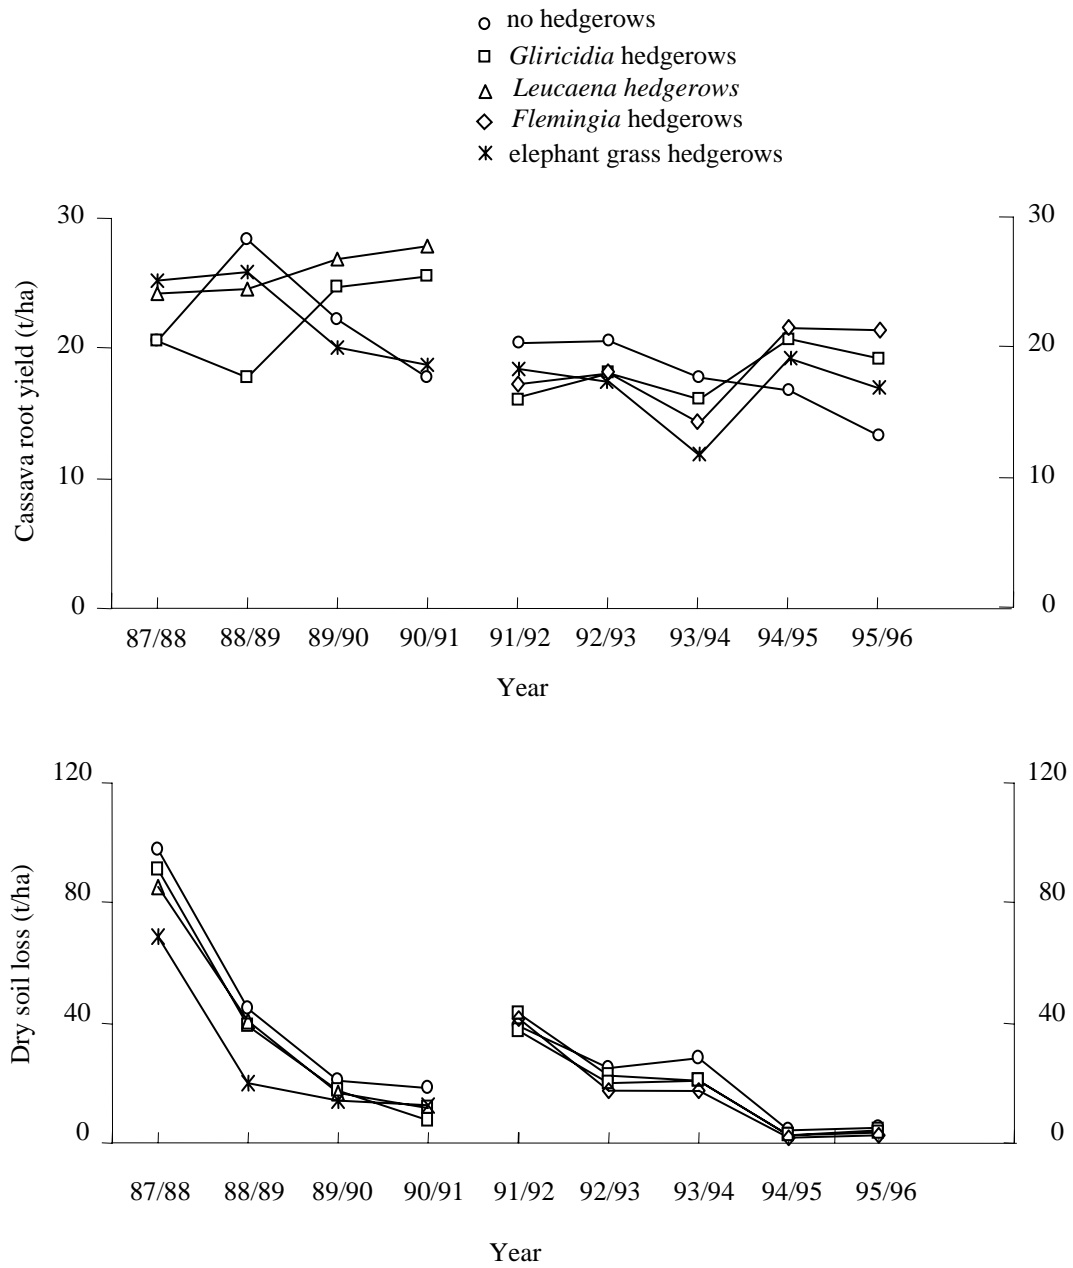 no hedgerows
Gliricidia hedgerows
Leucaena hedgerows
Flemingia hedgerows
elephant grass hedgerows
30 30
20 20
10 10
0 0
Cassava root yield (t/ha)
87/88 88/89 89/90 90/91 91/92 92/93 93/94 94/95 95/96
Year
120 120
80 80
40 40
0 0
Dry soil loss (t/ha)
87/88 88/89 89/90 90/91 91/92 92/93 93/94 94/95 95/96
Year